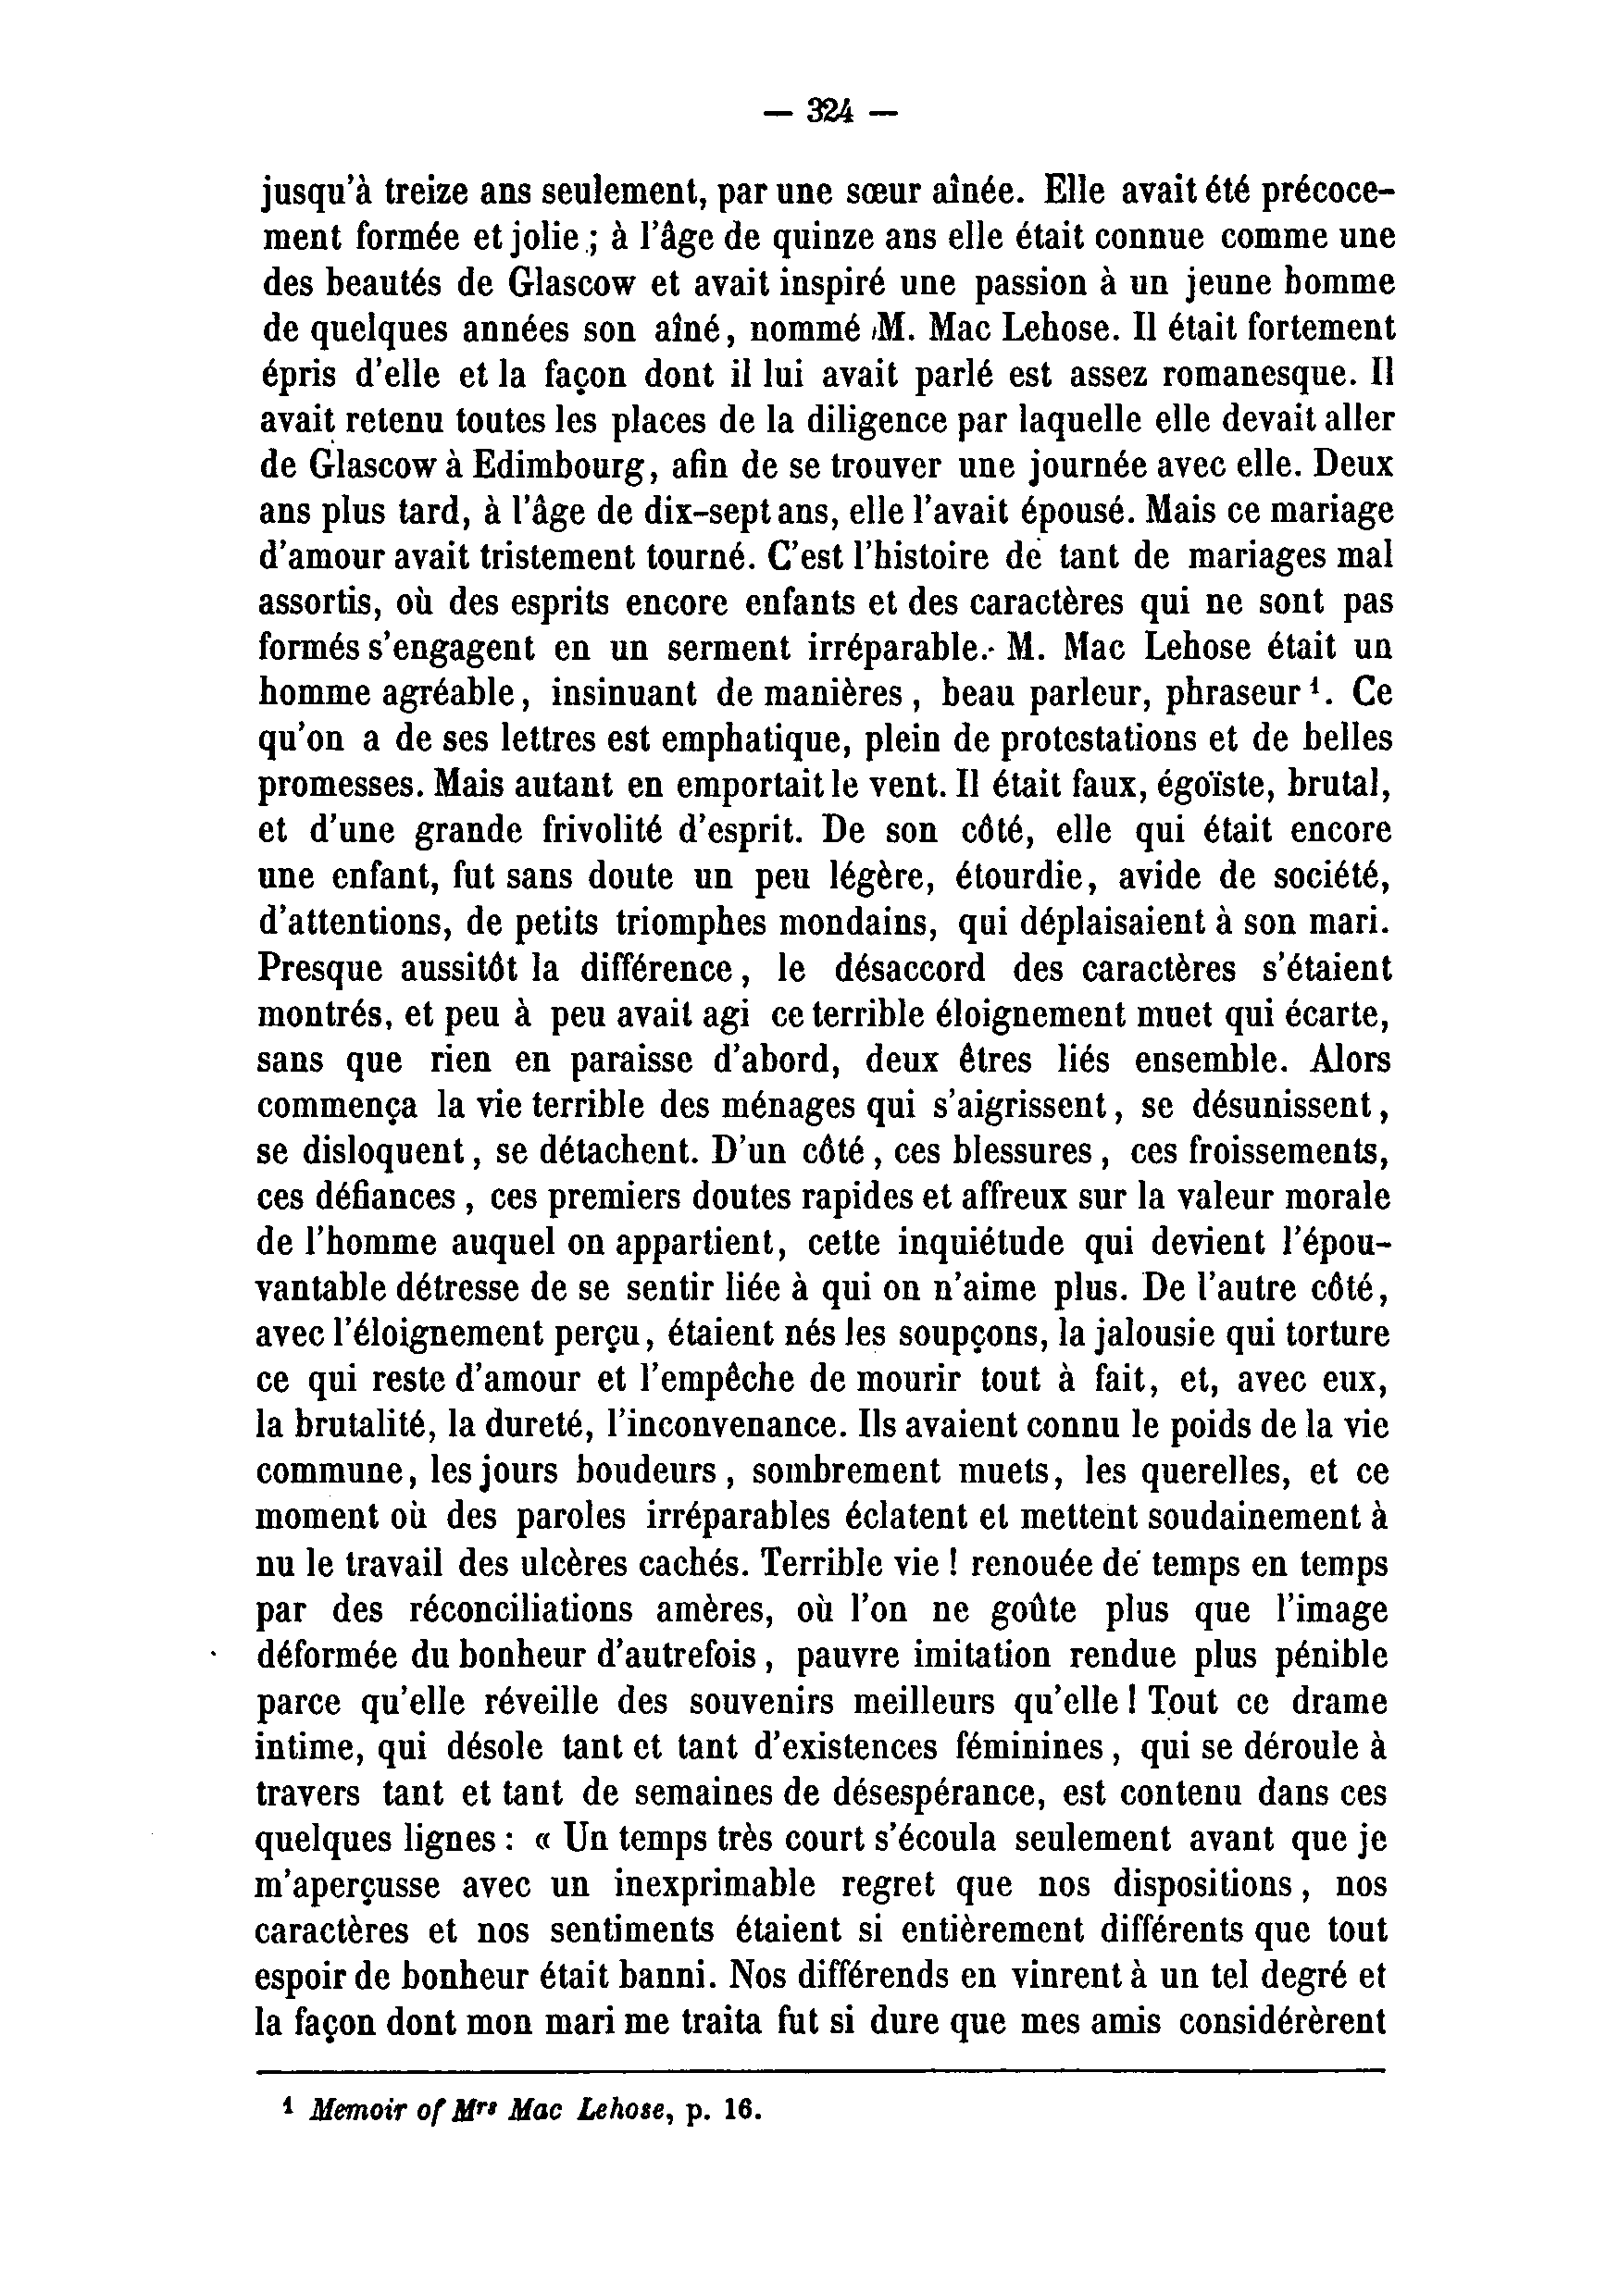 — 324 —
jusqu'à treize ans seulement, par une sœur aînée. Elle avait été précoce-
ment formée et jolie ; à l'âge de quinze ans elle était connue comme une
des beautés de Glascow et avait inspiré une passion à un jeune homme
de quelques années son aîné, nommé M. Mac Lehose. Il était fortement
épris d'elle et la façon dont il lui avait parlé est assez romanesque. Il
avait retenu toutes les places de la diligence par laquelle elle devait aller
de Glascow à Edimbourg, afin de se trouver une journée avec elle. Deux
ans plus tard, à l'âge de dix-sept ans, elle l'avait épousé. Mais ce mariage
d'amour avait tristement tourné. C'est l'histoire de tant de mariages mal
assortis, où des esprits encore enfants et des caractères qui ne sont pas
formés s'engagent en un serment irréparable. M. Mac Lehose était un
homme agréable, insinuant de manières, beau parleur, phraseur ¹. Ce
qu'on a de ses lettres est emphatique, plein de protestations et de belles
promesses. Mais autant en emportait le vent. Il était faux, égoïste, brutal,
et d'une grande frivolité d'esprit. De son côté, elle qui était encore
une enfant, fut sans doute un peu légère, étourdie, avide de société,
d'attentions, de petits triomphes mondains, qui déplaisaient à son mari.
Presque aussitôt la différence, le désaccord des caractères s'étaient
montrés, et peu à peu avait agi ce terrible éloignement muet qui écarte,
sans que rien en paraisse d'abord, deux êtres liés ensemble. Alors
commença la vie terrible des ménages qui s'aigrissent, se désunissent,
se disloquent, se détachent. D'un côté, ces blessures, ces froissements,
ces défiances, ces premiers doutes rapides et affreux sur la valeur morale
de l'homme auquel on appartient, cette inquiétude qui devient l'épou-
vantable détresse de se sentir liée à qui on n'aime plus. De l'autre côté,
avec l'éloignement perçu, étaient nés les soupçons, la jalousie qui torture
ce qui reste d'amour et l'empêche de mourir tout à fait, et, avec eux,
la brutalité, la dureté, l'inconvenance. Ils avaient connu le poids de la vie
commune, les jours boudeurs, sombrement muets, les querelles, et ce
moment où des paroles irréparables éclatent et mettent soudainement à
nu le travail des ulcères cachés. Terrible vie ! renouée de temps en temps
par des réconciliations amères, où l'on ne goûte plus que l'image
déformée du bonheur d'autrefois, pauvre imitation rendue plus pénible
parce qu'elle réveille des souvenirs meilleurs qu'elle ! Tout ce drame
intime, qui désole tant et tant d'existences féminines, qui se déroule à
travers tant et tant de semaines de désespérance, est contenu dans ces
quelques lignes : « Un temps très court s'écoula seulement avant que je
m'aperçusse avec un inexprimable regret que nos dispositions, nos
caractères et nos sentiments étaient si entièrement différents que tout
espoir de bonheur était banni. Nos différends en vinrent à un tel degré et
la façon dont mon mari me traita fut si dure que mes amis considérèrent
¹ Memoir of Mrs Mac Lehose, p. 16.